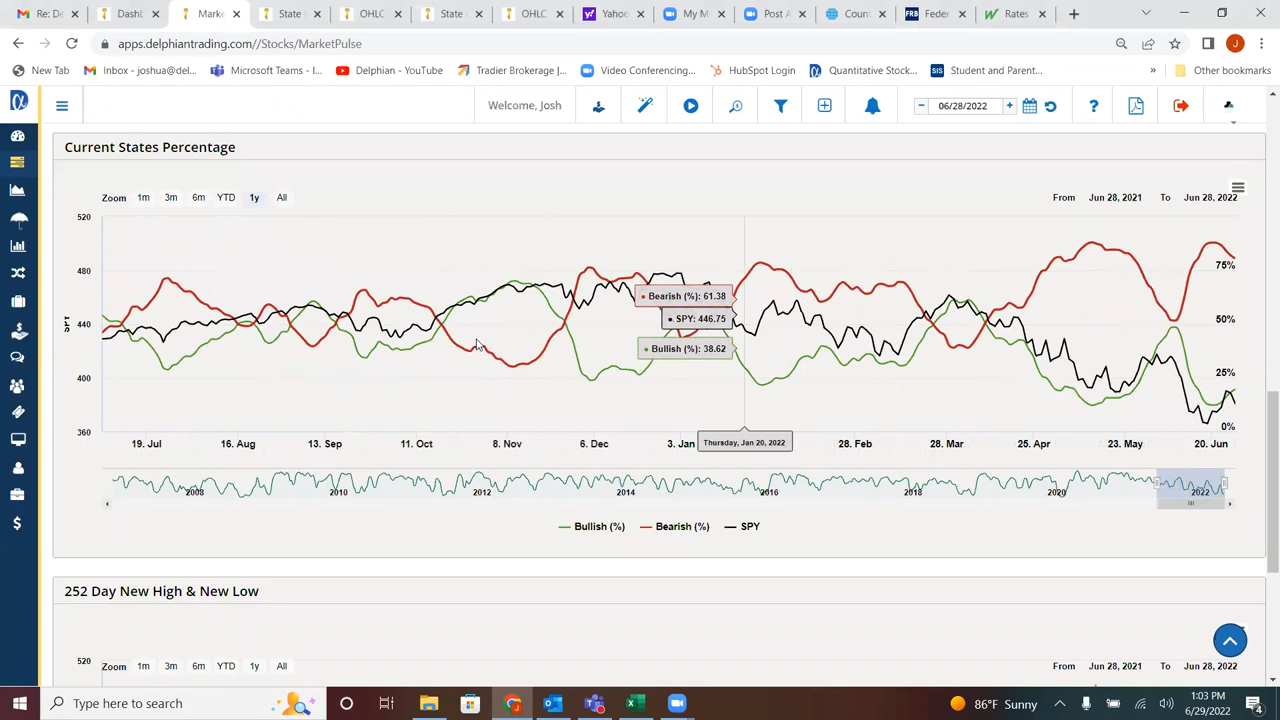 Re: D
Dashb
Marke
State I
OHLC
State
OHLC
Yahoo
My M
Post A
Count
FRB Feder
Rates
apps.delphiantrading.com//Stocks/MarketPulse
J
New Tab
Inbox - joshua@del...
Microsoft Teams - I...
Delphian - YouTube
Tradier Brokerage |...
Video Conferencing...
HubSpot Login
Quantitative Stock...
SIS Student and Parent...
»
Other bookmarks
Welcome, Josh
06/28/2022
Current States Percentage
Zoom 1m 3m 6m YTD 1y All
From Jun 28, 2021 To Jun 28, 2022
520
480
440
400
360
SPY
75%
50%
25%
0%
Bearish (%): 61.38
SPY: 446.75
Bullish (%): 38.62
19. Jul 16. Aug 13. Sep 11. Oct 8. Nov 6. Dec 3. Jan Thursday, Jan 20, 2022 28. Feb 28. Mar 25. Apr 23. May 20. Jun
2008 2010 2012 2014 2016 2018 2020 2022
Bullish (%) Bearish (%) SPY
252 Day New High & New Low
520
Zoom 1m 3m 6m YTD 1y All
From Jun 28, 2021 To Jun 28, 2022
Type here to search
86°F Sunny
1:03 PM
6/29/2022
4